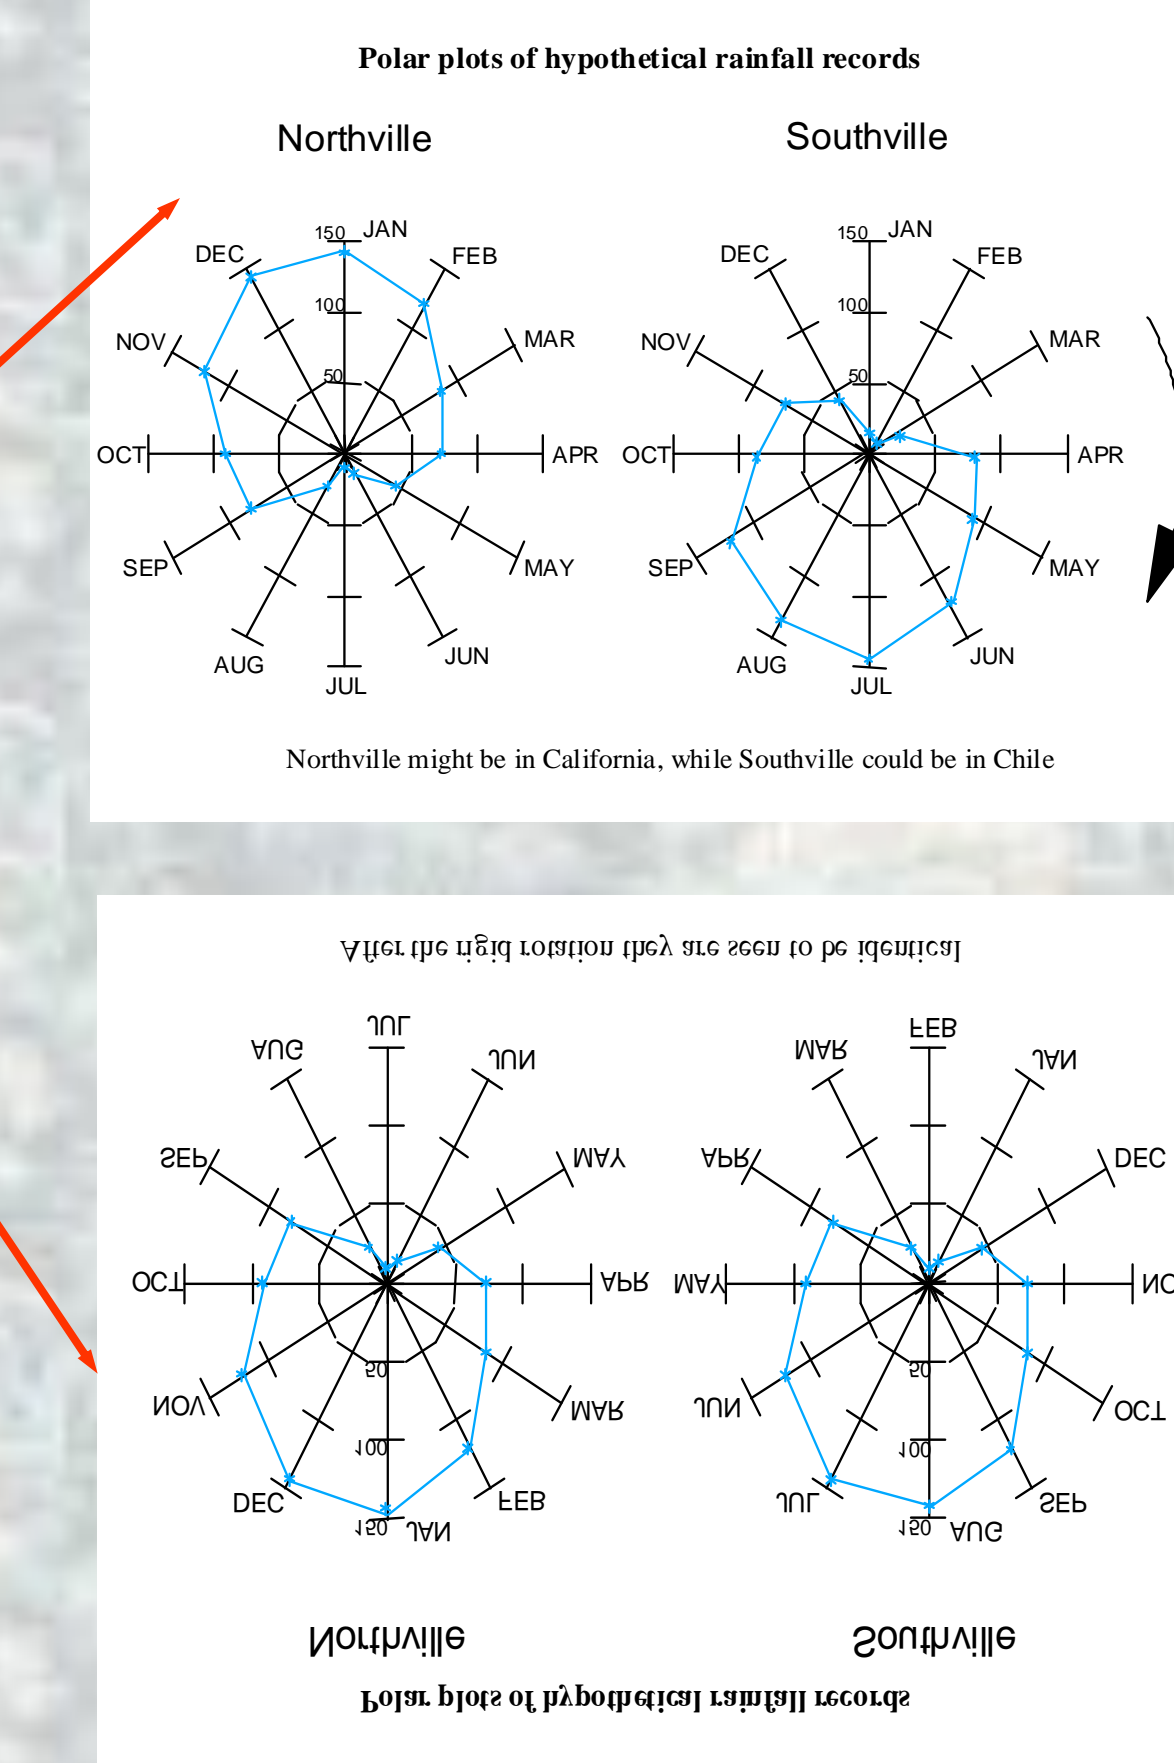 Polar plots of hypothetical rainfall records
Northville Southville
150 JAN 150 JAN
DEC FEB DEC FEB
100 100
NOV MAR NOV MAR
50 50
OCT APR OCT APR
SEP MAY SEP MAY
AUG JUN AUG JUN
JUL JUL
Northville might be in California, while Southville could be in Chile
After the rigid rotation they are seen to be identical
JUL FEB
AUG JUN MAR JAN
SEP MAY APR DEC
OCT APR MAY NO
50 50
NOV MAR JUN OCT
100 100
DEC FEB JUL SEP
150 JAN 150 AUG
Northville Southville
Polar plots of hypothetical rainfall records